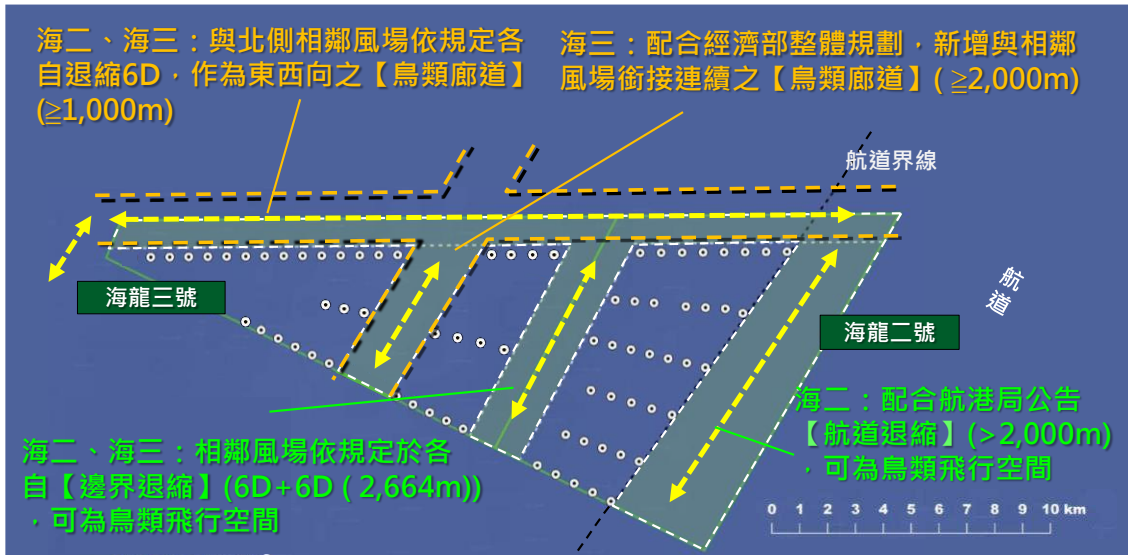 海二、海三：與北側相鄰風場依規定各
自退縮6D，作為東西向之【鳥類廊道】
(≧1,000m)
海三：配合經濟部整體規劃，新增與相鄰
風場銜接連續之【鳥類廊道】( ≧2,000m)
航道界線
航道
海龍三號
海龍二號
海二：配合航港局公告
【航道退縮】(>2,000m)
，可為鳥類飛行空間
海二、海三：相鄰風場依規定於各
自【邊界退縮】(6D+6D ( 2,664m))
，可為鳥類飛行空間
0 1 2 3 4 5 6 7 8 9 10 km